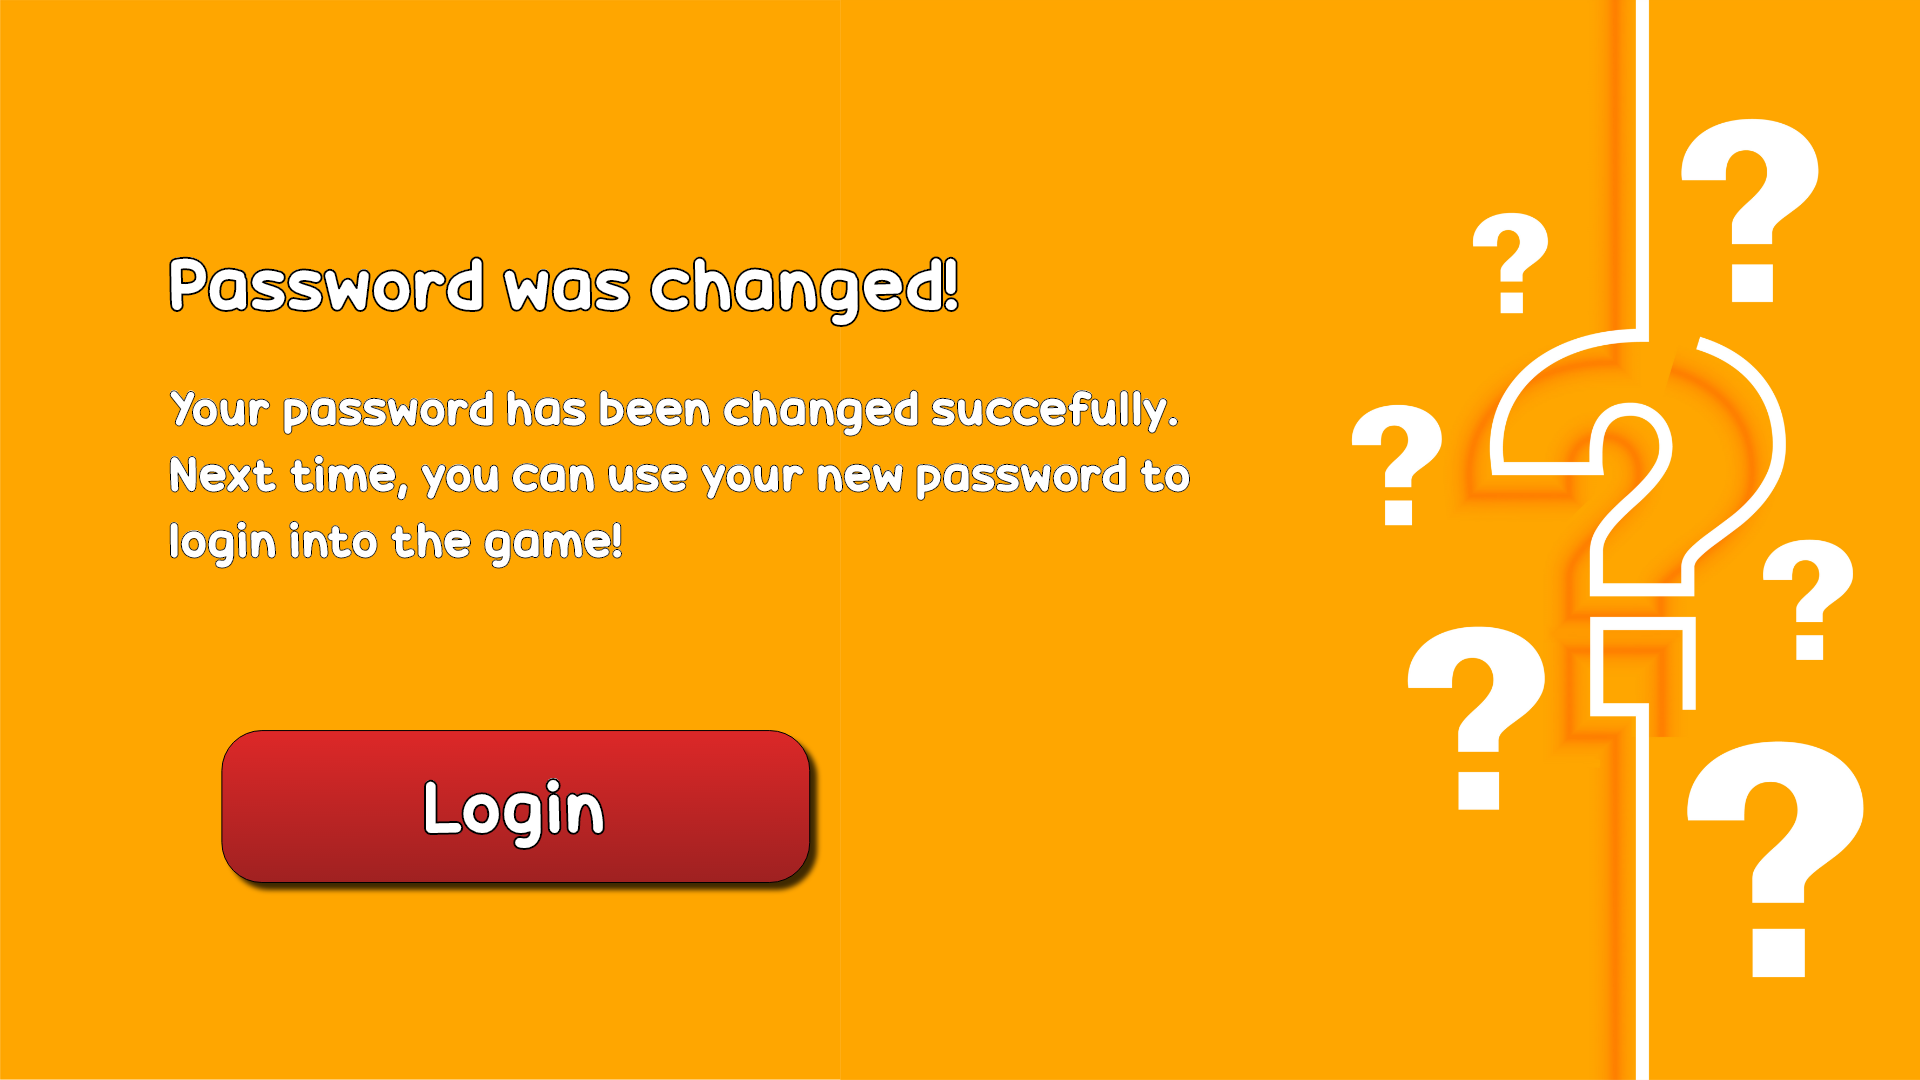 Password was changed!
Your password has been changed succefully.
Next time, you can use your new password to
login into the game!
Login
?
?
?
?
?
?
?